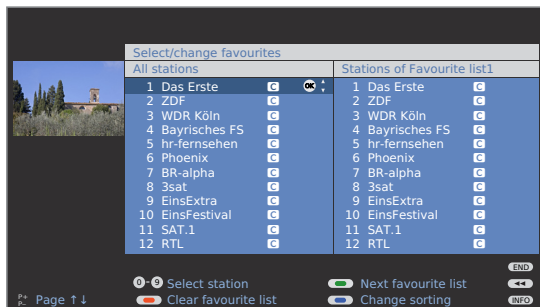 Select/change favourites
All stations
1 Das Erste C OK
2 ZDF C
3 WDR Köln C
4 Bayrisches FS C
5 hr-fernsehen C
6 Phoenix C
7 BR-alpha C
8 3sat C
9 EinsExtra C
10 EinsFestival C
11 SAT.1 C
12 RTL C
Stations of Favourite list1
1 Das Erste C
2 ZDF C
3 WDR Köln C
4 Bayrisches FS C
5 hr-fernsehen C
6 Phoenix C
7 BR-alpha C
8 3sat C
9 EinsExtra C
10 EinsFestival C
11 SAT.1 C
12 RTL C
END
0-9 Select station
Next favourite list
P+
P- Page ↑↓
Clear favourite list
Change sorting
INFO